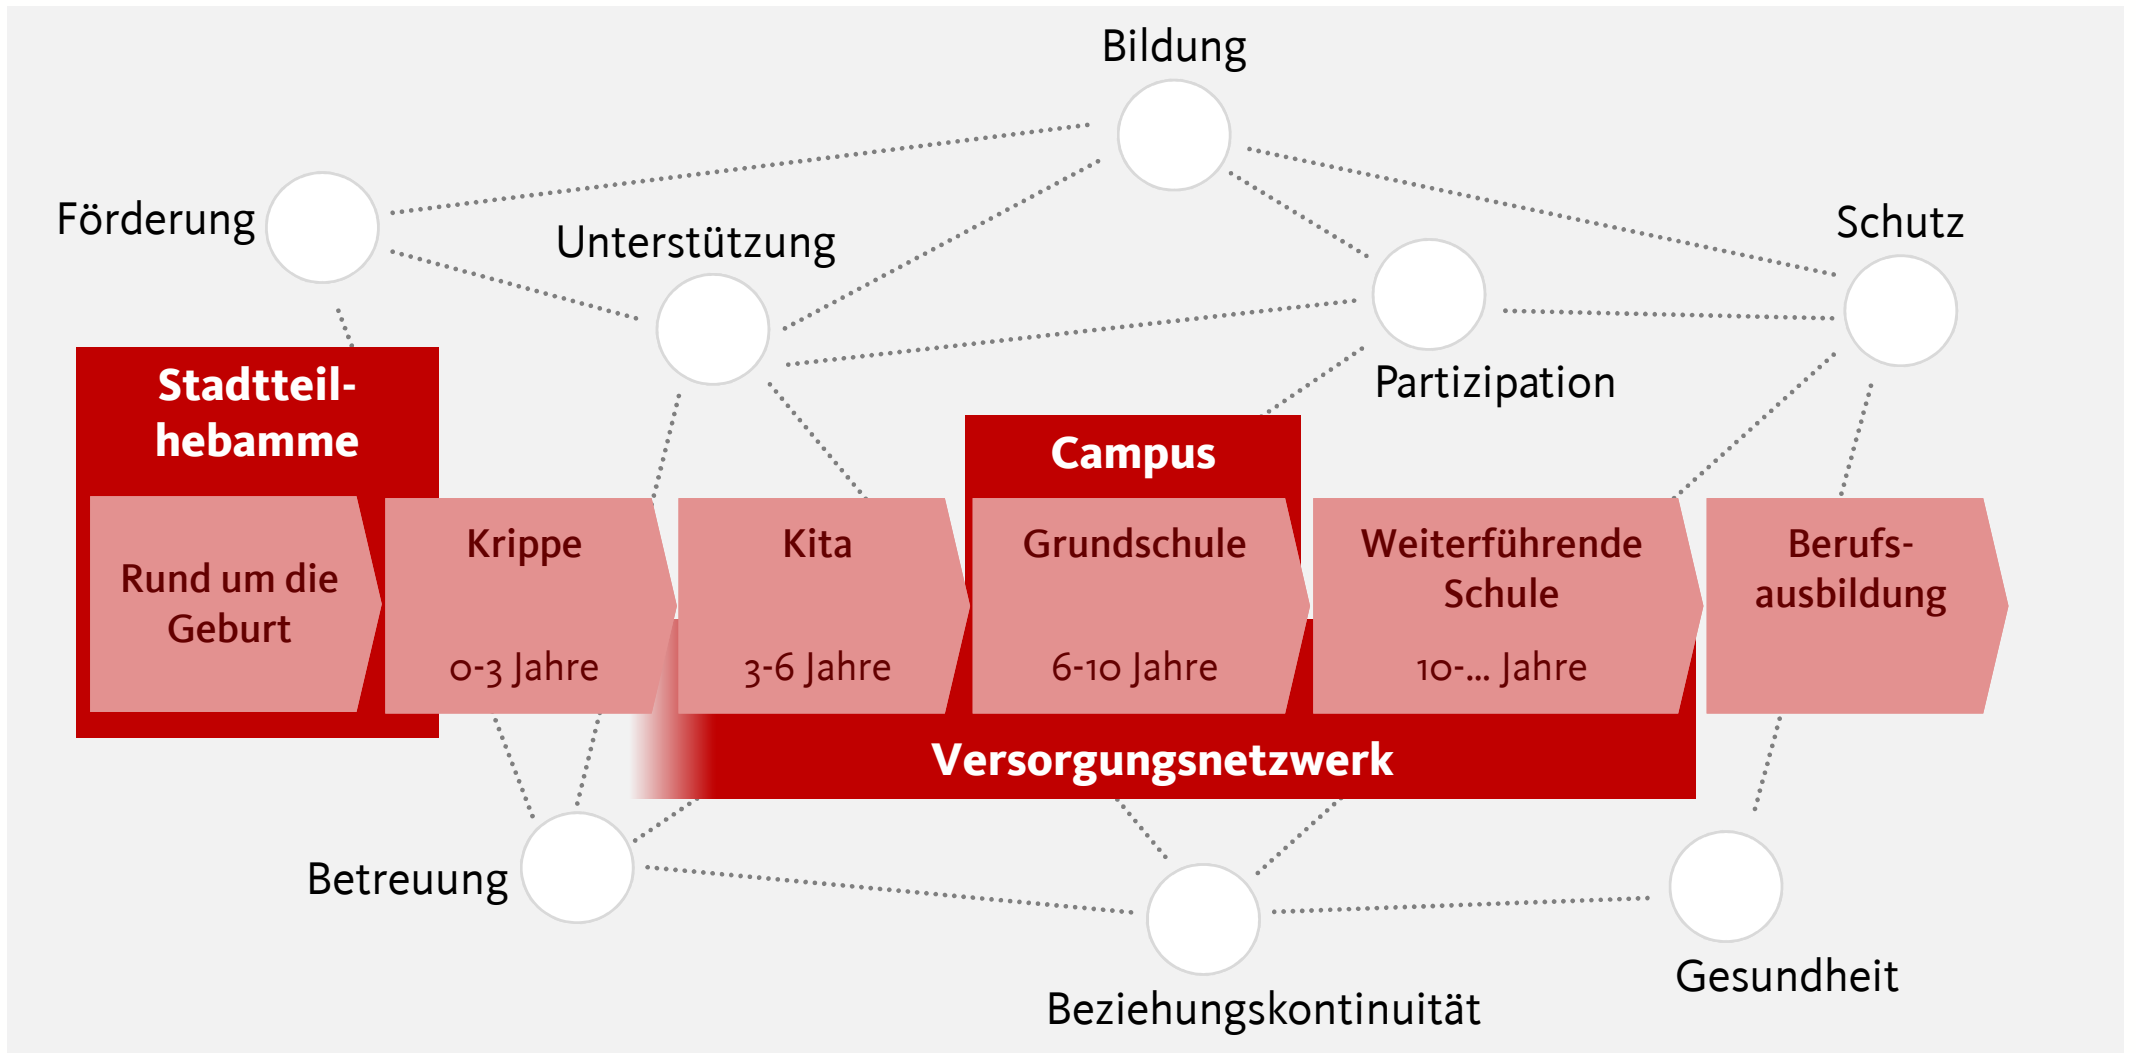 Bildung
Förderung
Unterstützung
Schutz
Partizipation
Stadtteil-
hebamme
Campus
Rund um die
Geburt
Krippe
0-3 Jahre
Kita
3-6 Jahre
Grundschule
6-10 Jahre
Weiterführende
Schule
10-... Jahre
Berufs-
ausbildung
Versorgungsnetzwerk
Betreuung
Beziehungskontinuität
Gesundheit